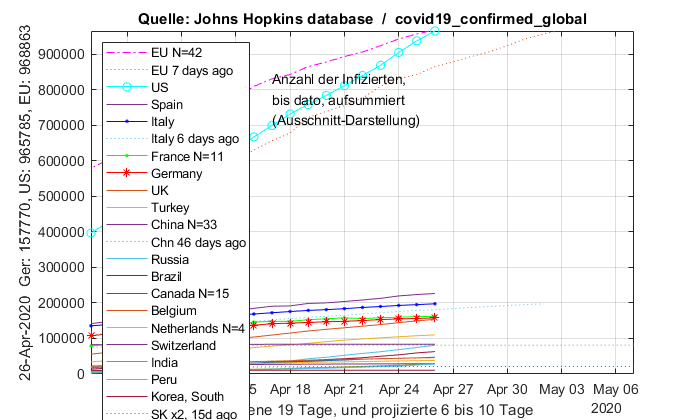 Quelle: Johns Hopkins database / covid19_confirmed_global
26-Apr-2020 Ger: 157770, US: 965785, EU: 968863
900000
800000
700000
600000
500000
400000
300000
200000
100000
0
EU N=42
EU 7 days ago
US
Spain
Italy
Italy 6 days ago
France N=11
Germany
UK
Turkey
China N=33
Chn 46 days ago
Russia
Brazil
Canada N=15
Belgium
Netherlands N=4
Switzerland
India
Peru
Korea, South
SK x2, 15d ago
Anzahl der Infizierten,
bis dato, aufsummiert
(Ausschnitt-Darstellung)
Apr 18 Apr 21 Apr 24 Apr 27 Apr 30 May 03 May 06
2020
19 Tage, und projizierte 6 bis 10 Tage